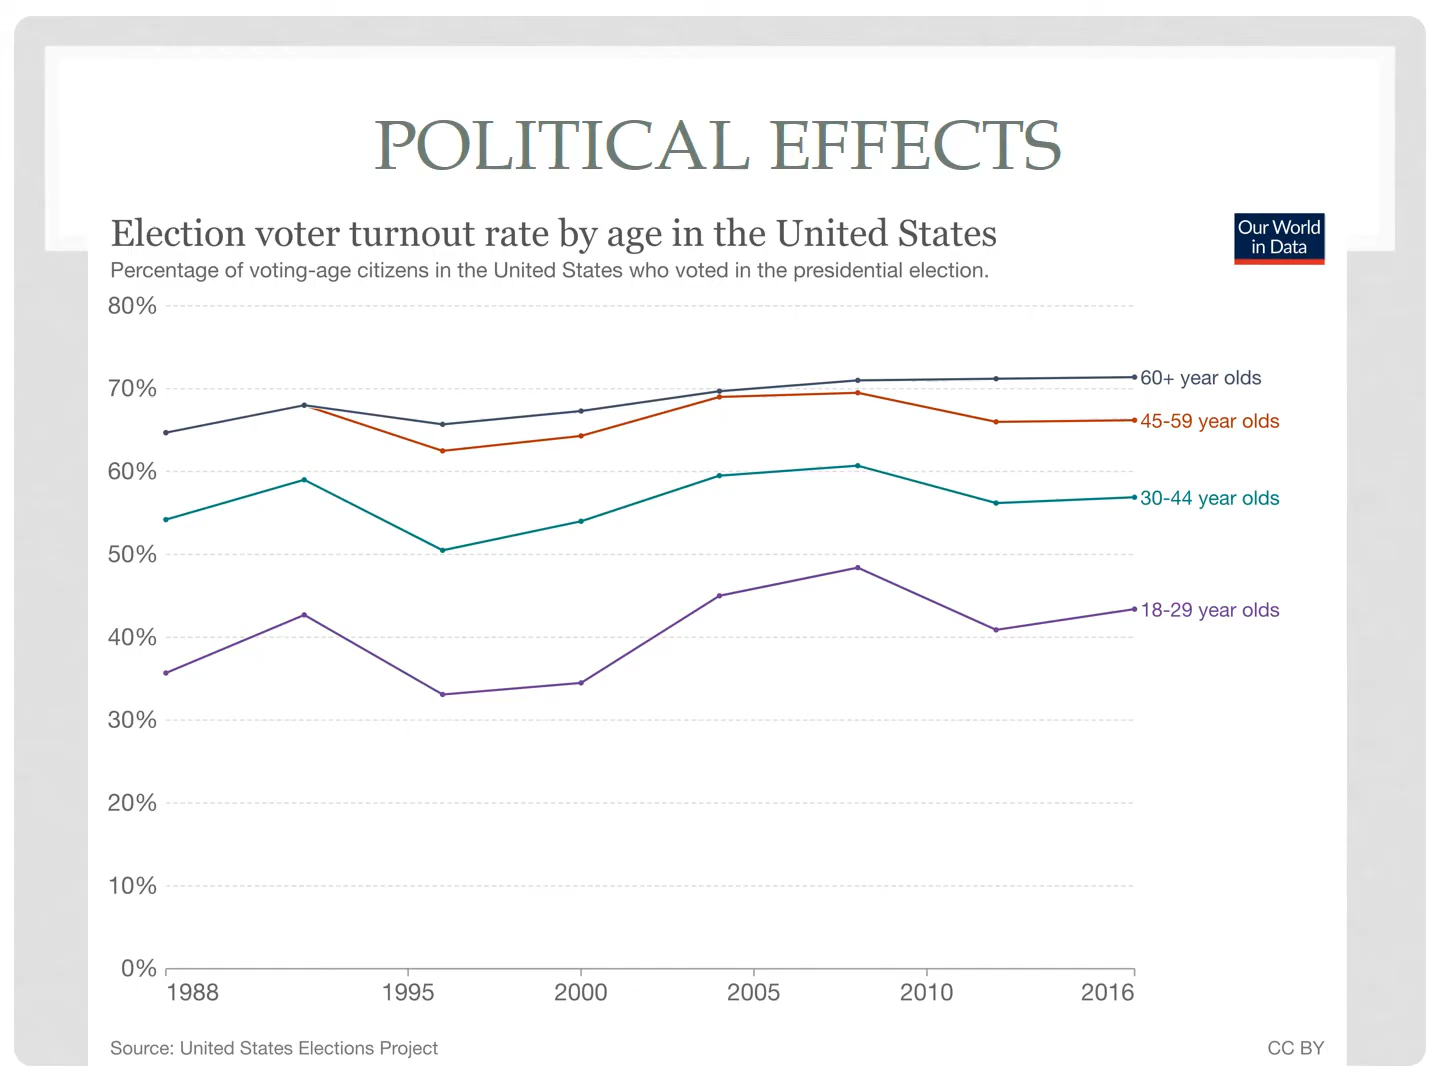 POLITICAL EFFECTS
Election voter turnout rate by age in the United States
Our World
in Data
Percentage of voting-age citizens in the United States who voted in the presidential election.
80%
70%
60%
50%
40%
30%
20%
10%
0%
60+ year olds
45-59 year olds
30-44 year olds
18-29 year olds
1988 1995 2000 2005 2010 2016
Source: United States Elections Project
CC BY